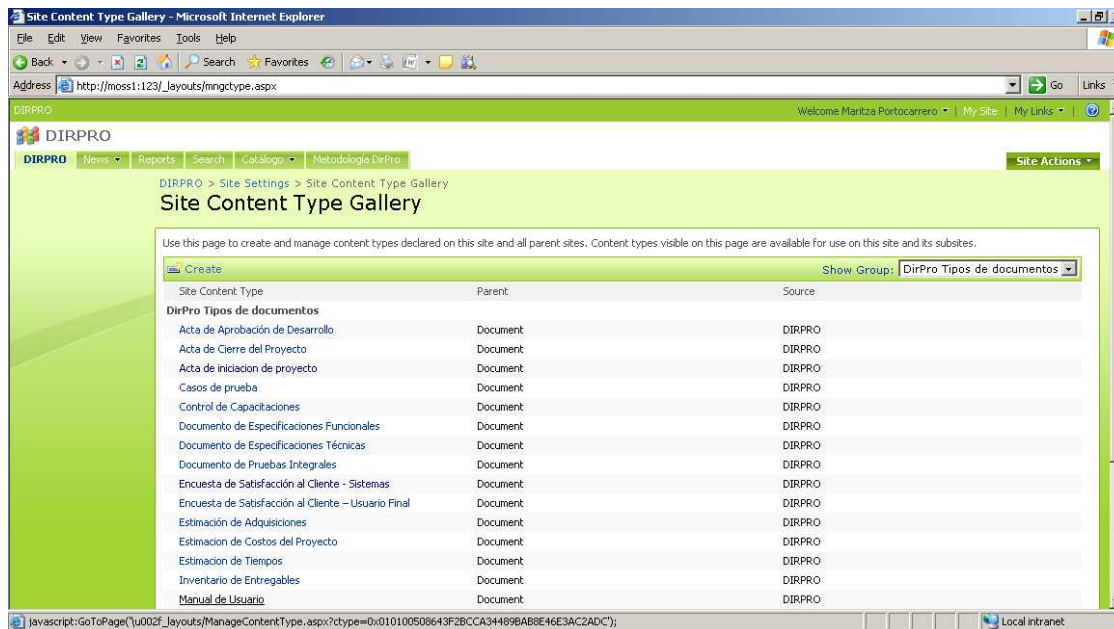 Site Content Type Gallery - Microsoft Internet Explorer
File Edit View Favorites Tools Help
Back Search Favorites
Address http://moss1:123/_layouts/mngctype.aspx Go Links
DIRPRO Welcome Maritza Portocarrero | My Site | My Links |
DIRPRO
DIRPRO News Reports Search Catálogo Metodología DirPro Site Actions
DIRPRO > Site Settings > Site Content Type Gallery
Site Content Type Gallery
Use this page to create and manage content types declared on this site and all parent sites. Content types visible on this page are available for use on this site and its subsites.
Create Show Group: DirPro Tipos de documentos
Site Content Type Parent Source
DirPro Tipos de documentos
Acta de Aprobación de Desarrollo Document DIRPRO
Acta de Cierre del Proyecto Document DIRPRO
Acta de iniciacion de proyecto Document DIRPRO
Casos de prueba Document DIRPRO
Control de Capacitaciones Document DIRPRO
Documento de Especificaciones Funcionales Document DIRPRO
Documento de Especificaciones Técnicas Document DIRPRO
Documento de Pruebas Integrales Document DIRPRO
Encuesta de Satisfacción al Cliente - Sistemas Document DIRPRO
Encuesta de Satisfacción al Cliente – Usuario Final Document DIRPRO
Estimación de Adquisiciones Document DIRPRO
Estimacion de Costos del Proyecto Document DIRPRO
Estimacion de Tiempos Document DIRPRO
Inventario de Entregables Document DIRPRO
Manual de Usuario Document DIRPRO
javascript:GoToPage('\u002f_layouts/ManageContentType.aspx?ctype=0x010100508643F2BCCA34489BAB8E46E3AC2ADC'); Local intranet